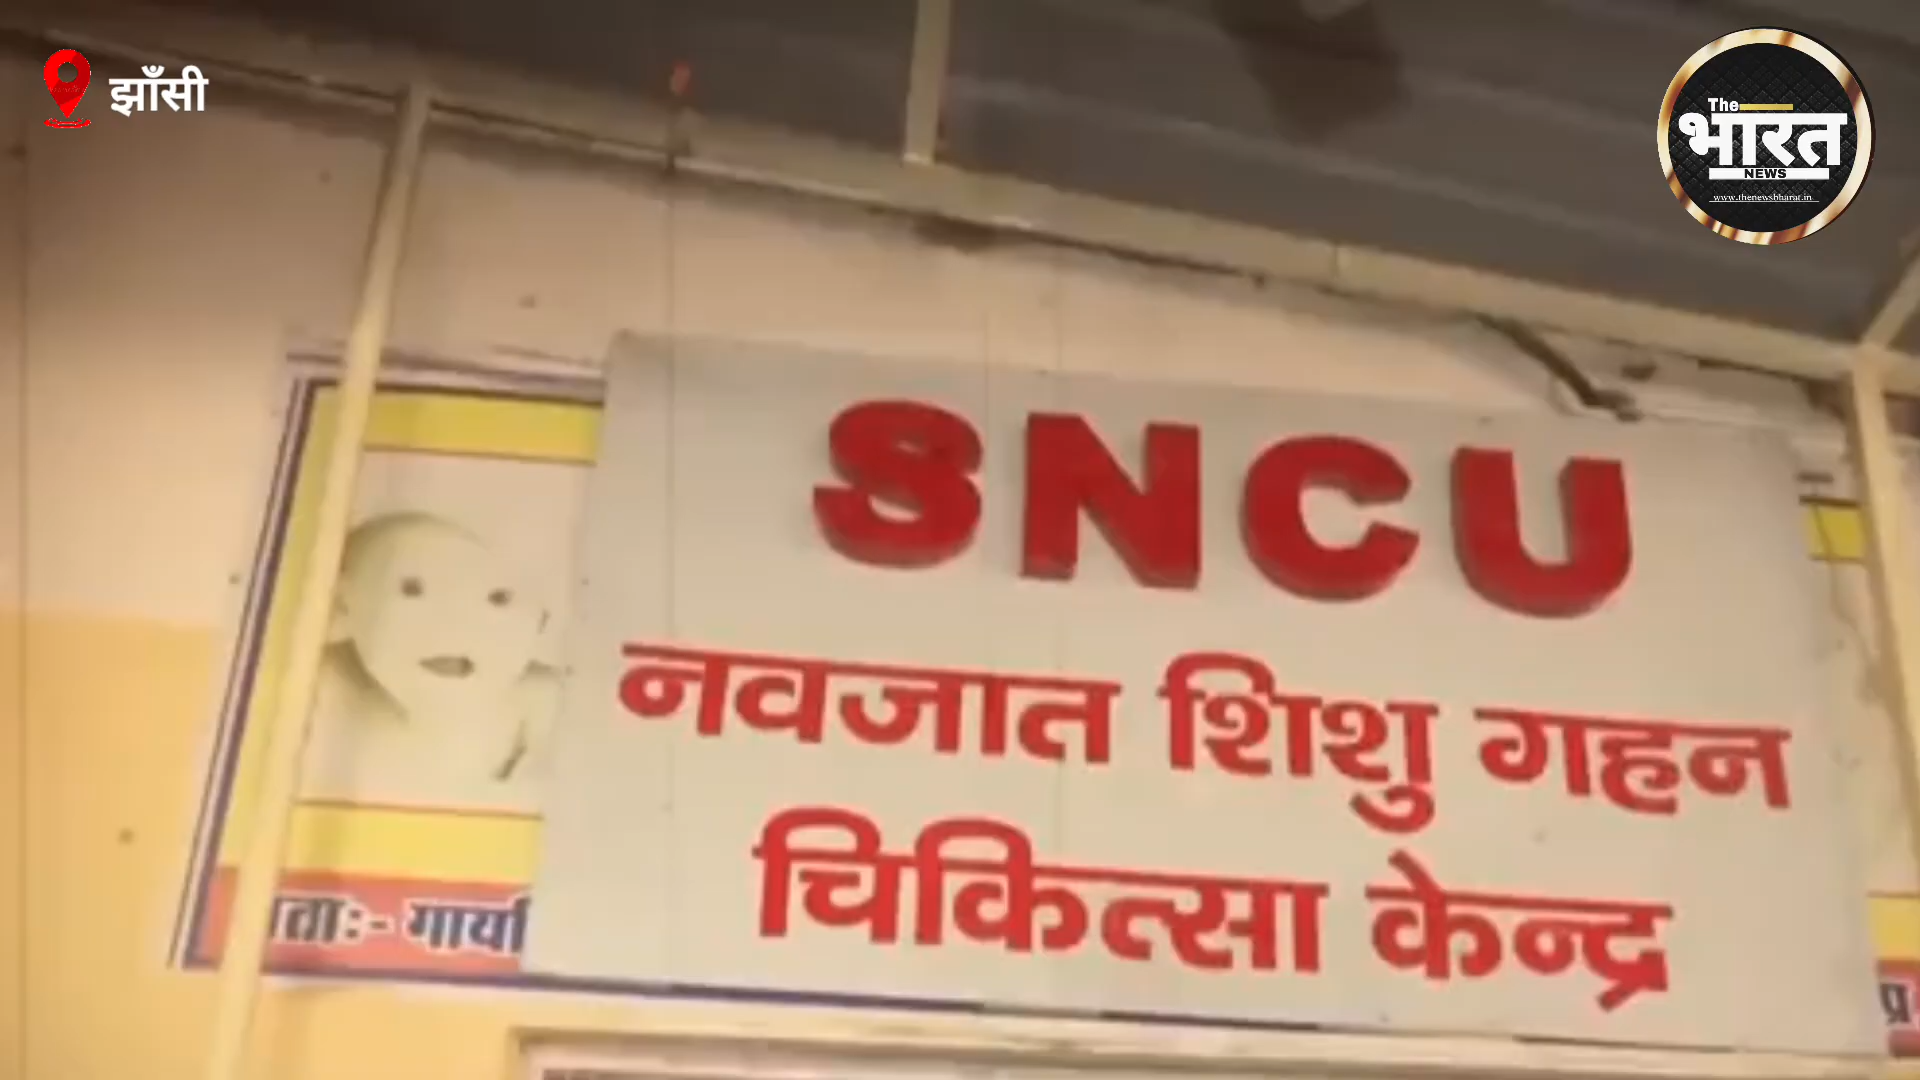 झाँसी
The
भारत
NEWS
www.thenewsbharat.in
SNCU
नवजात शिशु गहन
चिकित्सा केन्द्र